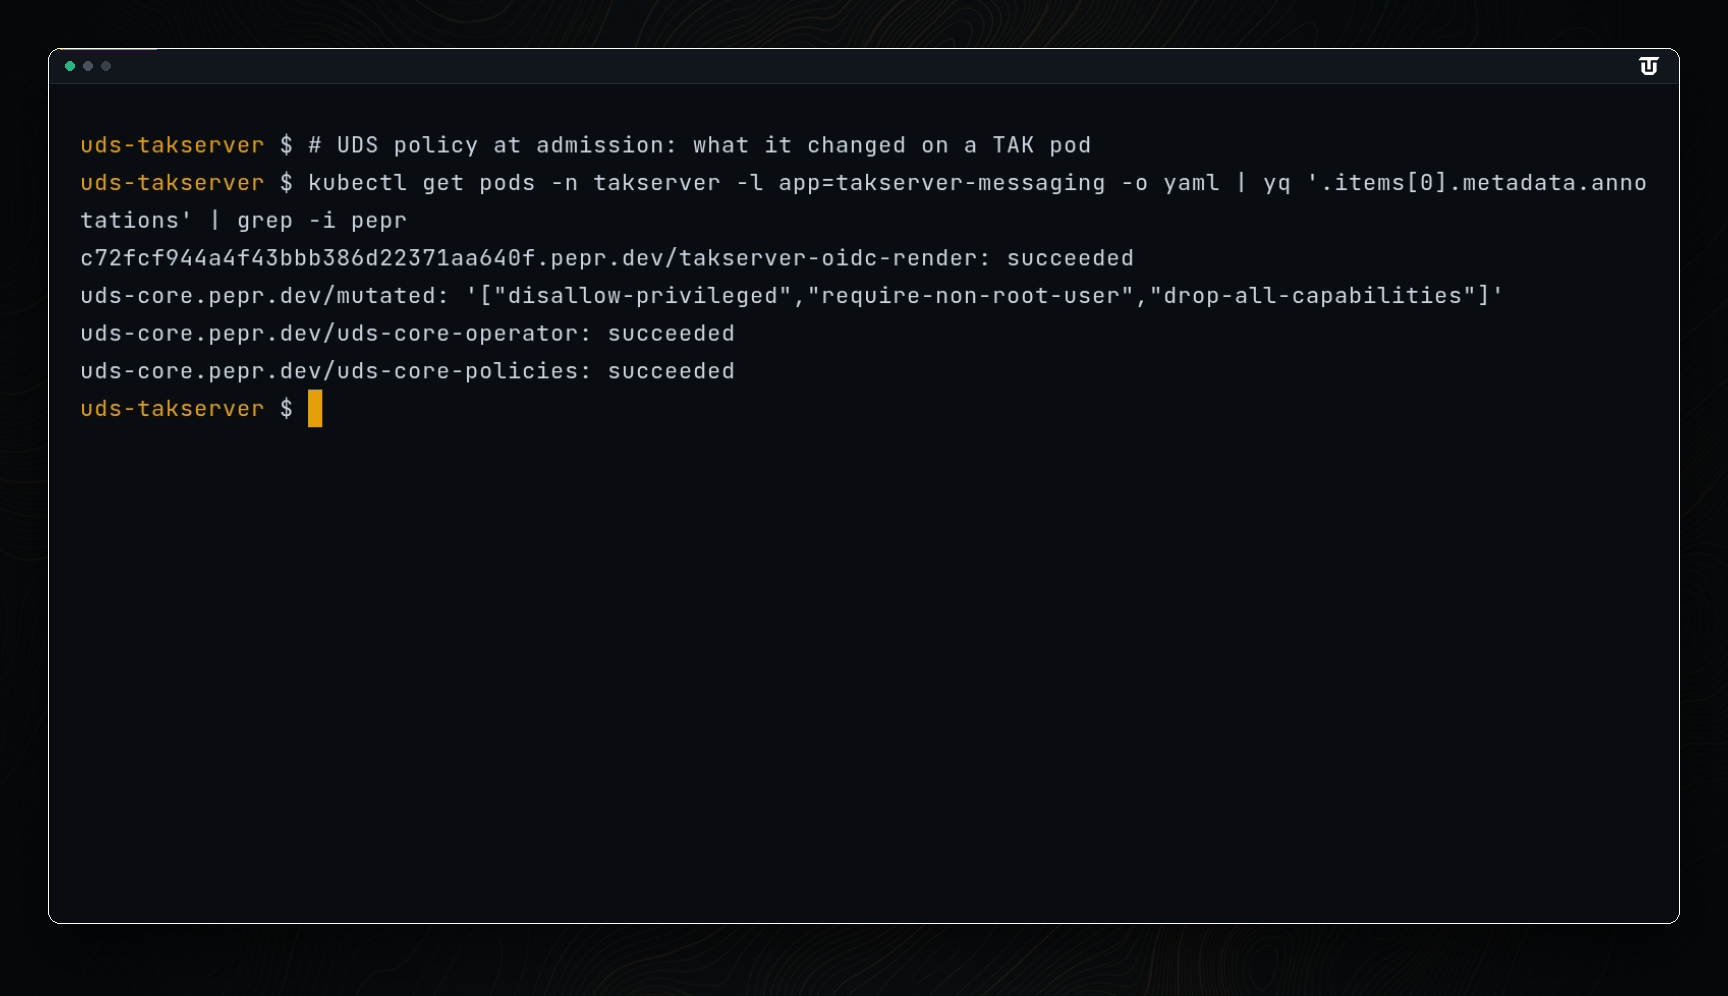 uds-takserver $ # UDS policy at admission: what it changed on a TAK pod
uds-takserver $ kubectl get pods -n takserver -l app=takserver-messaging -o yaml | yq '.items[0].metadata.anno
tations' | grep -i pepr
c72fcf944a4f43bbb386d22371aa640f.pepr.dev/takserver-oidc-render: succeeded
uds-core.pepr.dev/mutated: '["disallow-privileged","require-non-root-user","drop-all-capabilities"]'
uds-core.pepr.dev/uds-core-operator: succeeded
uds-core.pepr.dev/uds-core-policies: succeeded
uds-takserver $